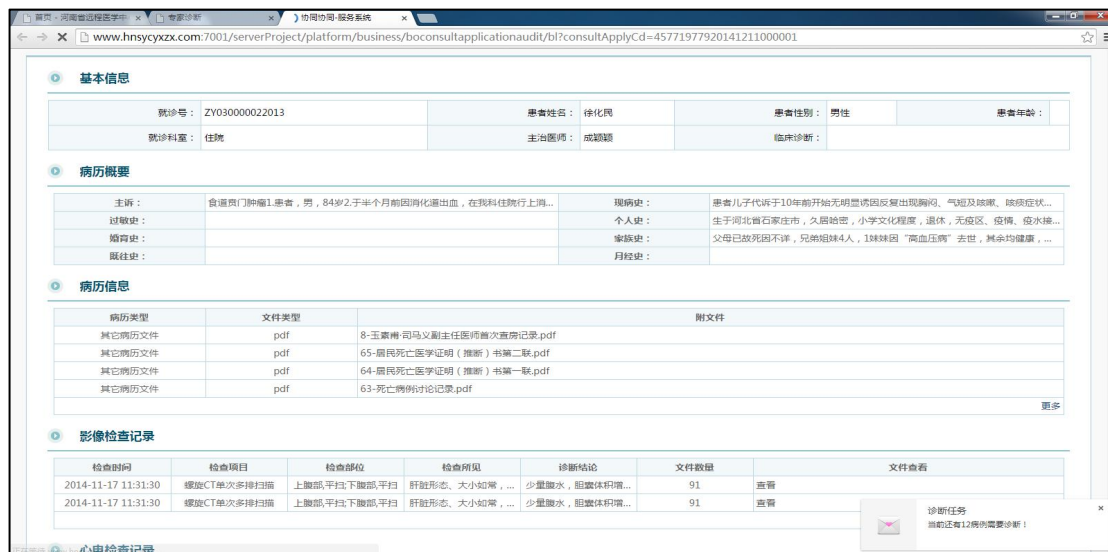 首页 - 河南省远程医学中
专家诊断
协同协同-服务系统
www.hnsycyxzx.com:7001/serverProject/platform/business/boconsultapplicationaudit/bl?consultApplyCd=45771977920141211000001
基本信息
就诊号： ZY030000022013 患者姓名： 徐化民 患者性别： 男性 患者年龄：
就诊科室： 住院 主治医师： 成颖颖 临床诊断：
病历概要
主诉： 食道贲门肿瘤1.患者，男，84岁2.于半个月前因消化道出血，在我科住院行上消... 现病史： 患者儿子代诉于10年前开始无明显诱因反复出现胸闷、气短及咳嗽、咳痰症状...
过敏史： 个人史： 生于河北省石家庄市，久居哈密，小学文化程度，退休，无疫区、疫情、疫水接...
婚育史： 家族史： 父母已故死因不详，兄弟姐妹4人，1妹妹因“高血压病”去世，其余均健康，...
既往史： 月经史：
病历信息
病历类型 文件类型 附文件
其它病历文件 pdf 8-玉素甫·司马义副主任医师首次查房记录.pdf
其它病历文件 pdf 65-居民死亡医学证明（推断）书第二联.pdf
其它病历文件 pdf 64-居民死亡医学证明（推断）书第一联.pdf
其它病历文件 pdf 63-死亡病例讨论记录.pdf
更多
影像检查记录
检查时间 检查项目 检查部位 检查所见 诊断结论 文件数量 文件查看
2014-11-17 11:31:30 螺旋CT单次多排扫描 上腹部,平扫;下腹部,平扫 肝脏形态、大小如常，... 少量腹水，胆囊体积增... 91 查看
2014-11-17 11:31:30 螺旋CT单次多排扫描 上腹部,平扫;下腹部,平扫 肝脏形态、大小如常，... 少量腹水，胆囊体积增... 91 查看
诊断任务
当前还有12病例需要诊断！
心电检查记录